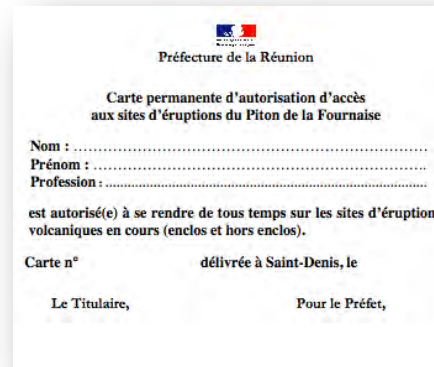 Préfecture de la Réunion
Carte permanente d'autorisation d'accès
aux sites d'éruptions du Piton de la Fournaise
Nom : ................................................................
Prénom : ................................................................
Profession : ................................................................
est autorisé(e) à se rendre de tous temps sur les sites d'éruption
volcaniques en cours (enclos et hors enclos).
Carte n° délivrée à Saint-Denis, le
Le Titulaire, Pour le Préfet,